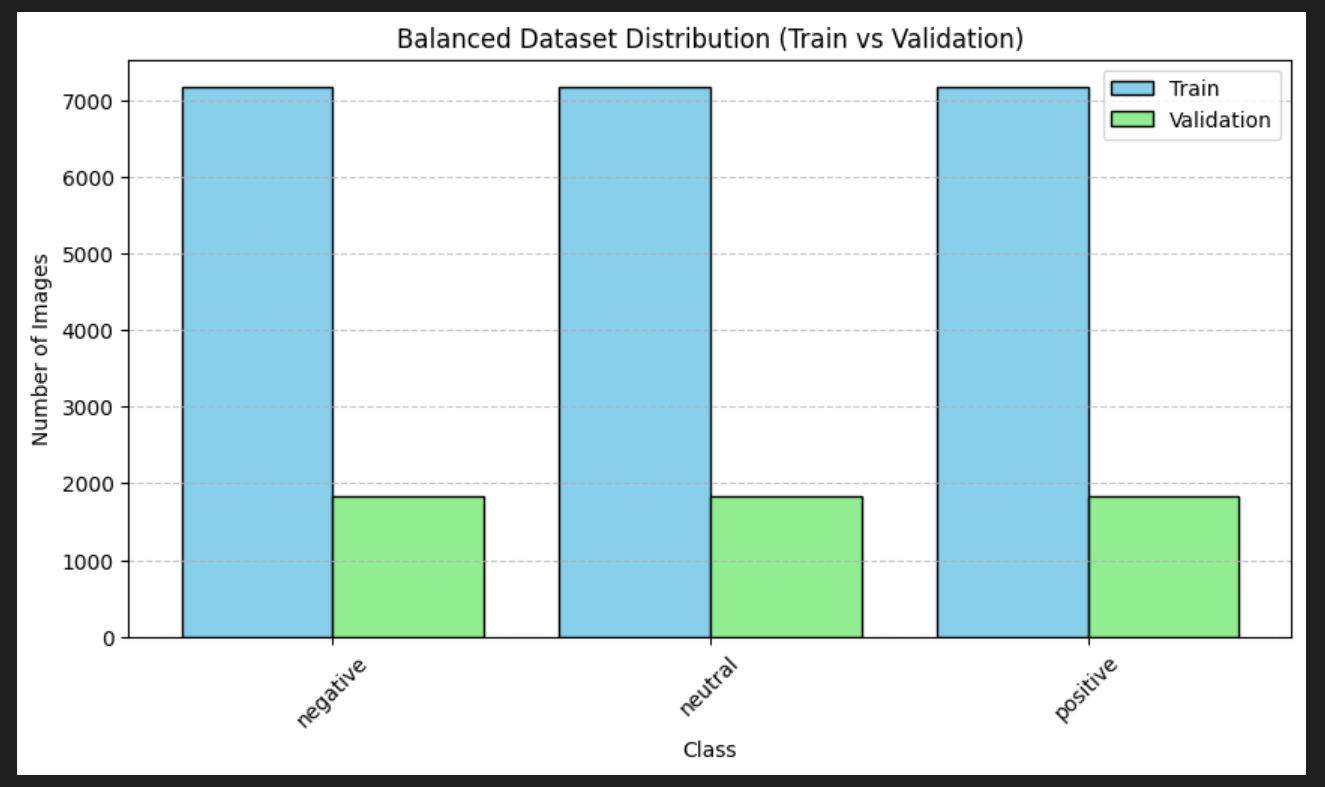 Balanced Dataset Distribution (Train vs Validation)
Train
Validation
Number of Images
7000
6000
5000
4000
3000
2000
1000
0
negative
neutral
positive
Class